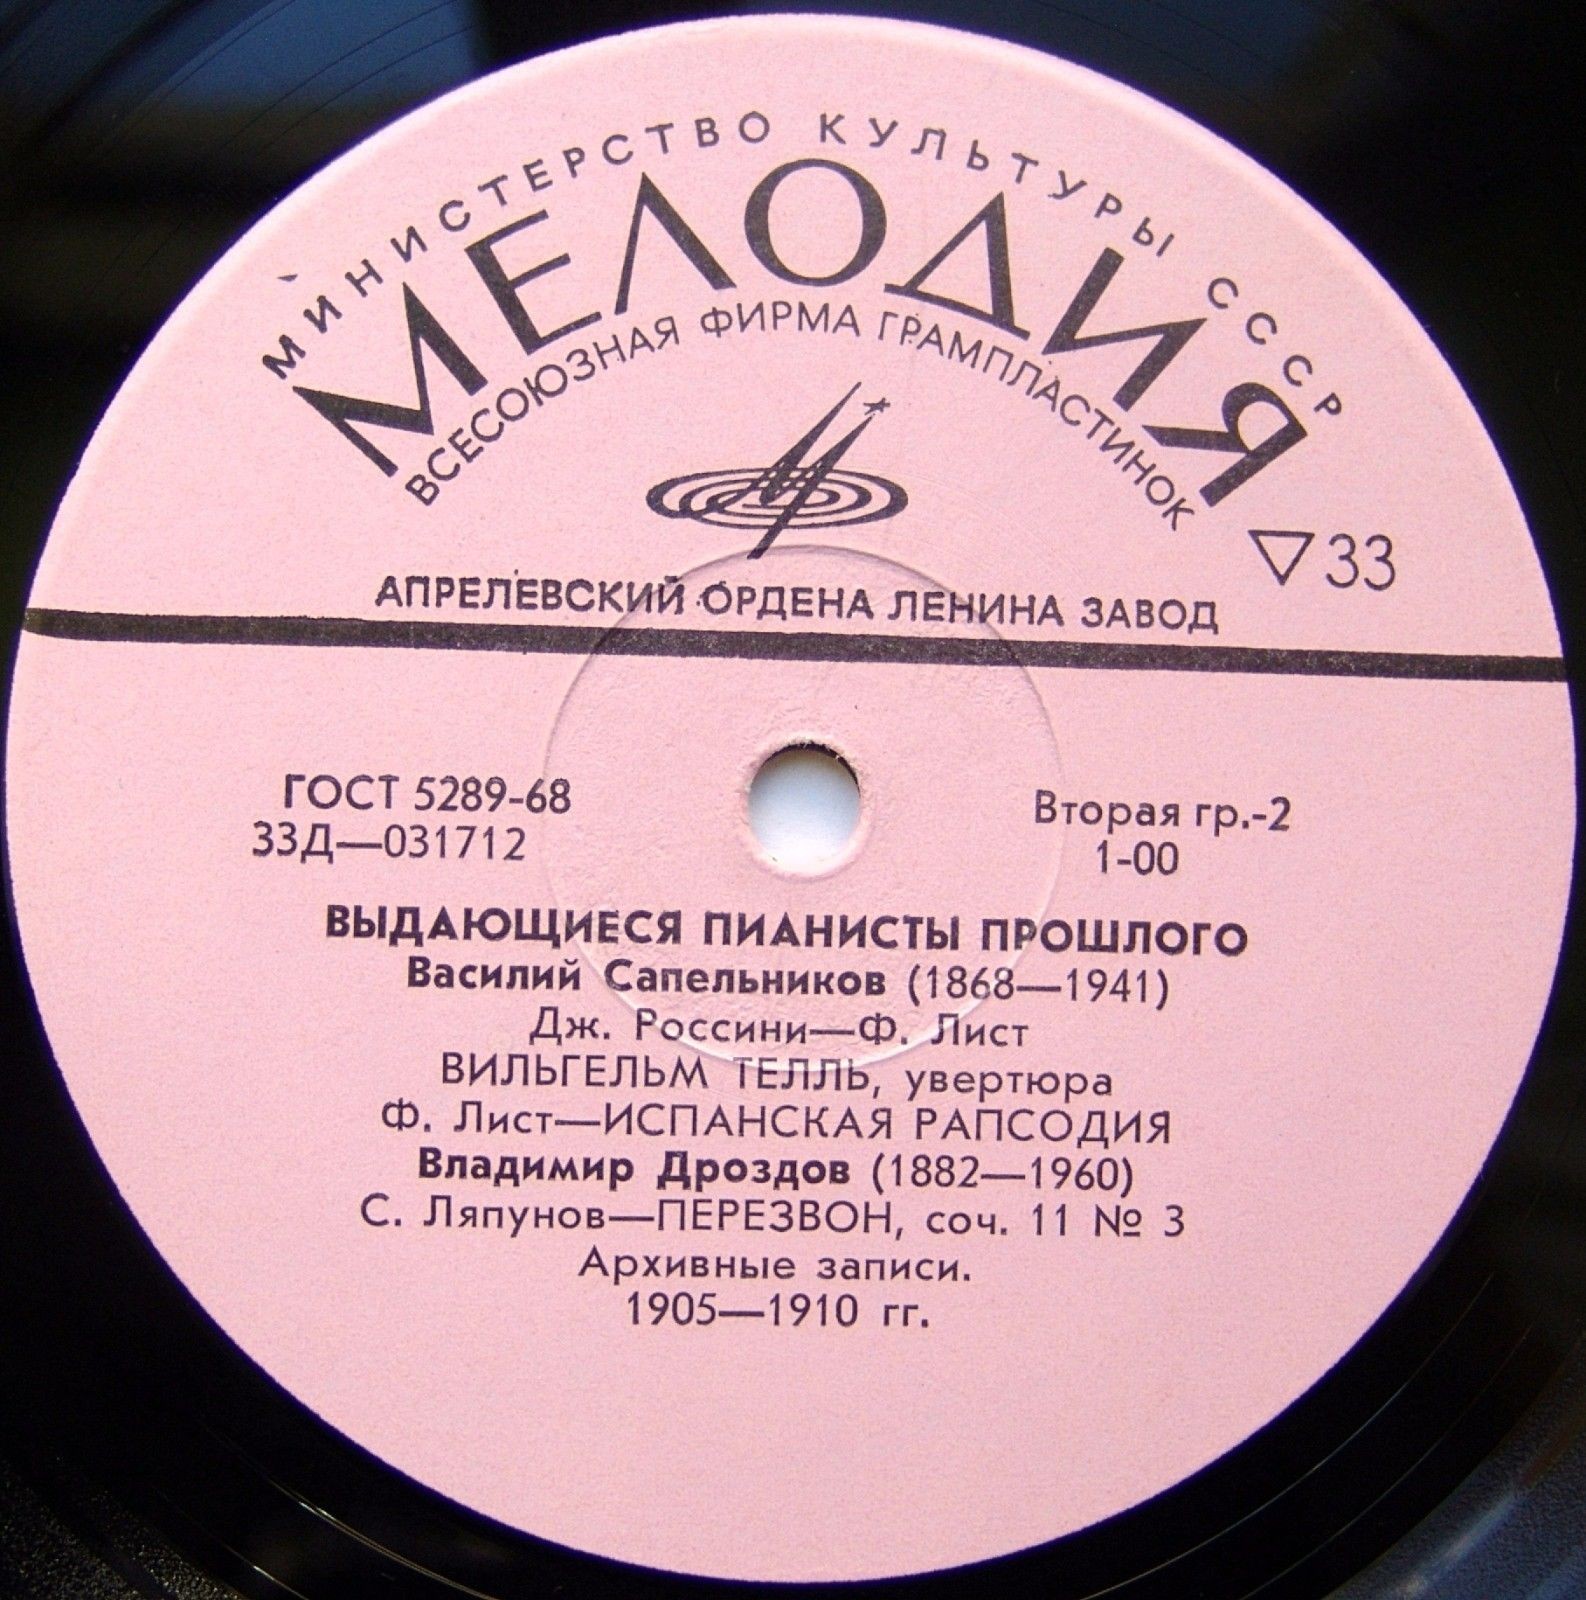 МИНИСТЕРСТВО КУЛЬТУРЫ СССР
МЕЛОДИЯ
ВСЕСОЮЗНАЯ ФИРМА ГРАМПЛАСТИНОК
▽33
АПРЕЛЕВСКИЙ ОРДЕНА ЛЕНИНА ЗАВОД
ГОСТ 5289-68
33Д—031712
Вторая гр.-2
1-00
ВЫДАЮЩИЕСЯ ПИАНИСТЫ ПРОШЛОГО
Василий Сапельников (1868—1941)
Дж. Россини—Ф. Лист
ВИЛЬГЕЛЬМ ТЕЛЛЬ, увертюра
Ф. Лист—ИСПАНСКАЯ РАПСОДИЯ
Владимир Дроздов (1882—1960)
С. Ляпунов—ПЕРЕЗВОН, соч. 11 № 3
Архивные записи.
1905—1910 гг.